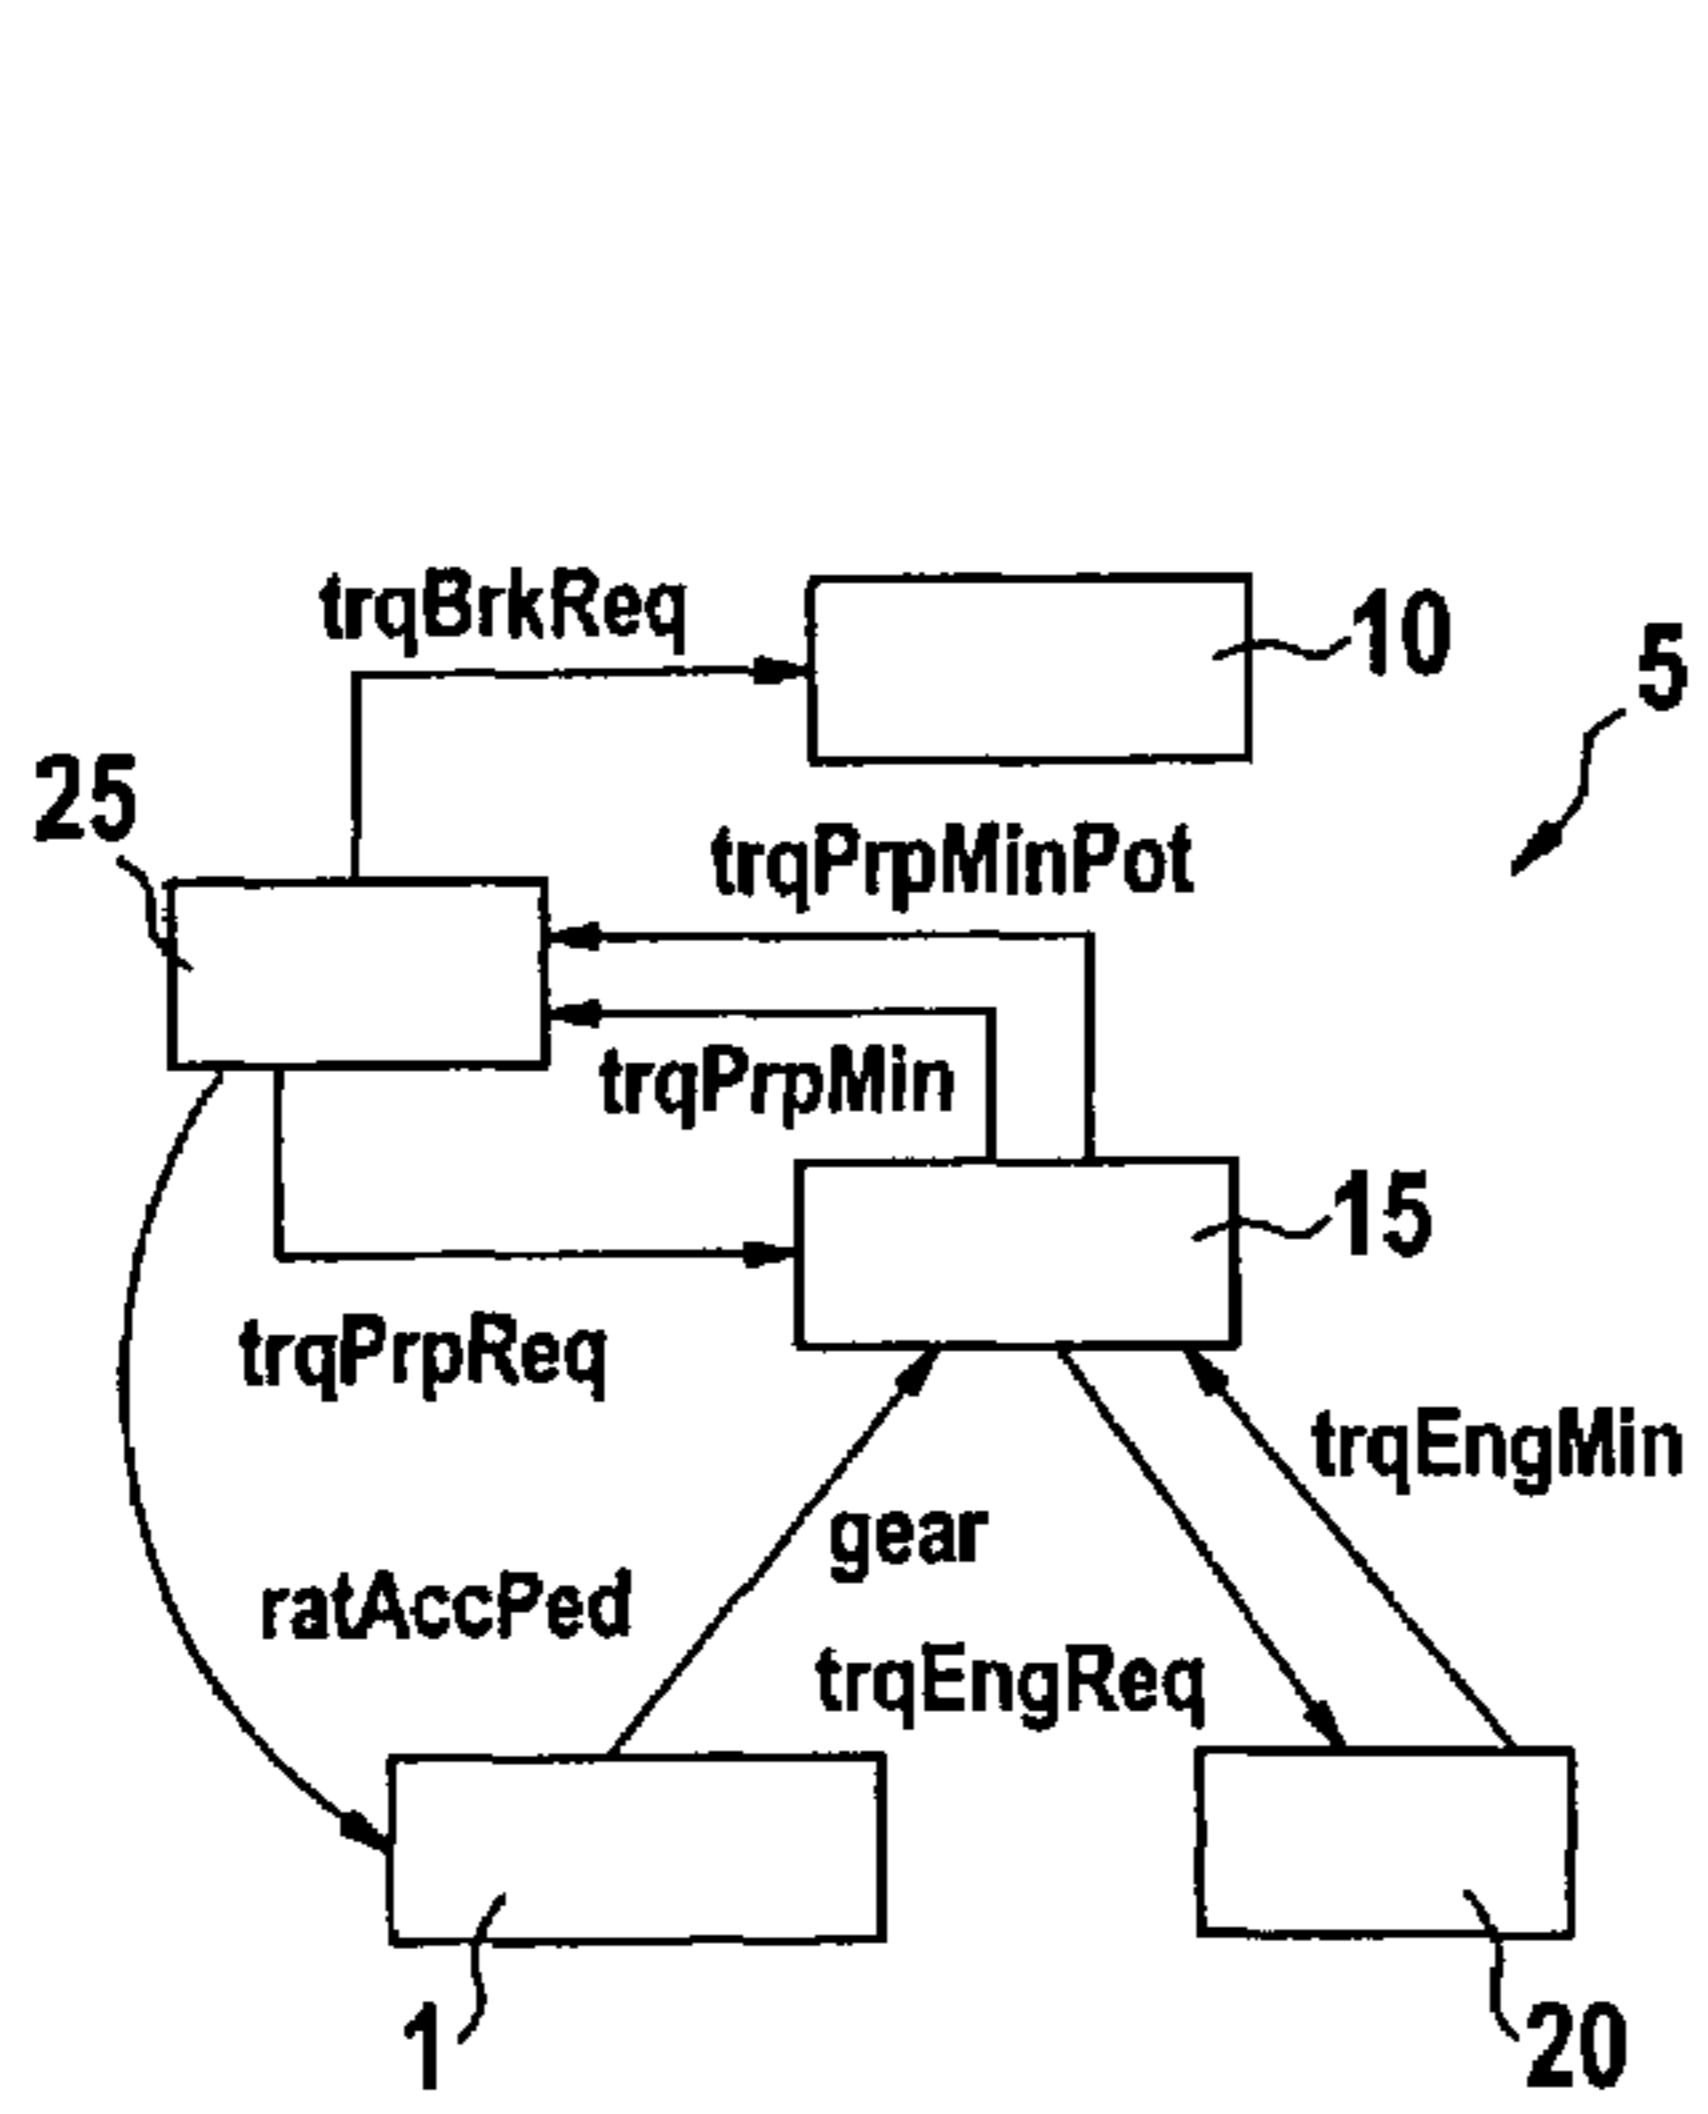 trqBrkReq
10
5
25
trqPrpMinPot
trqPrpMin
15
trqPrpReq
trqEngMin
gear
ratAccPed
trqEngReq
1
20